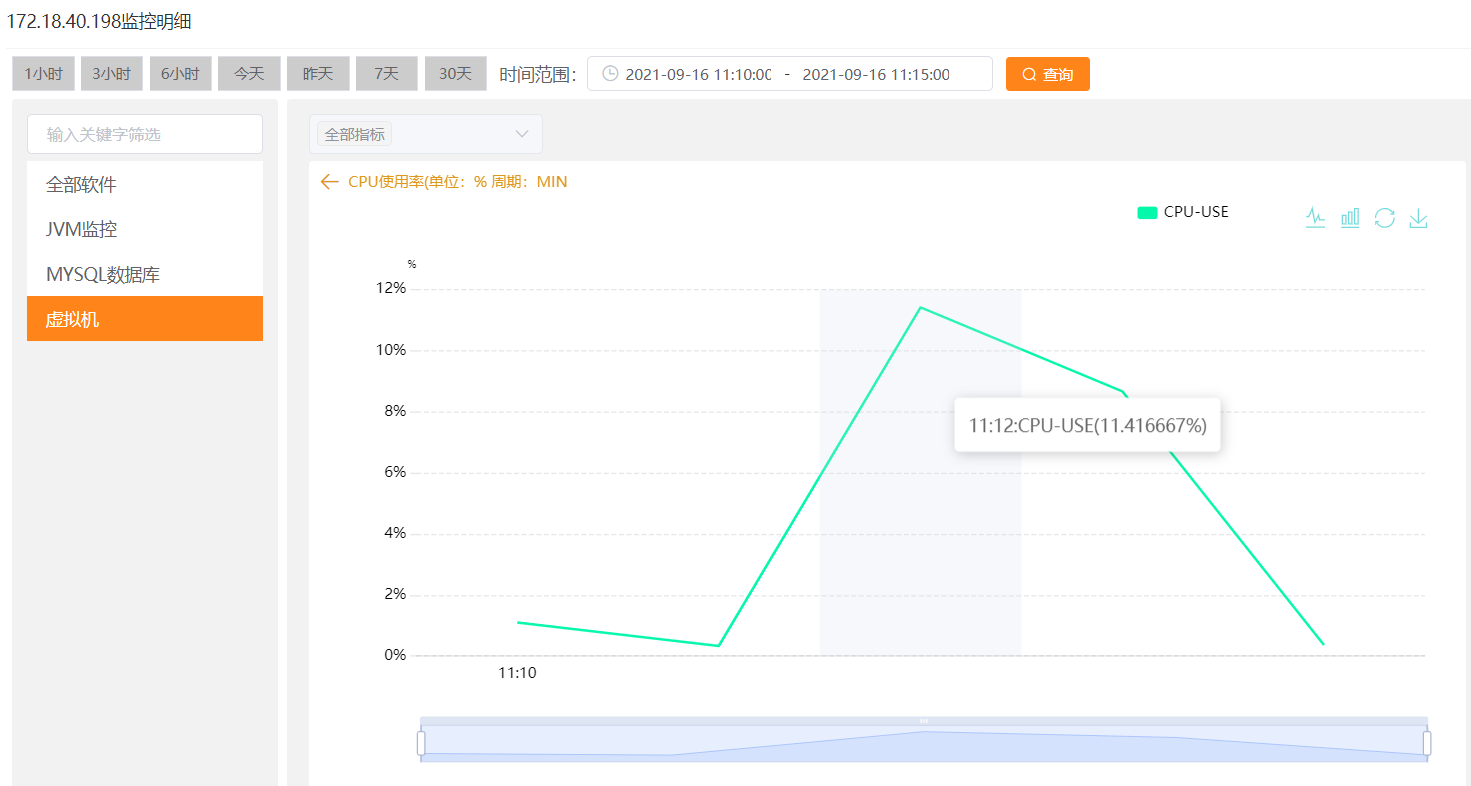 172.18.40.198监控明细
1小时 3小时 6小时 今天 昨天 7天 30天 时间范围： 2021-09-16 11:10:00 - 2021-09-16 11:15:00 查询
输入关键字筛选
全部软件
JVM监控
MYSQL数据库
虚拟机
全部指标
CPU使用率(单位：% 周期：MIN
CPU-USE
%
12%
10%
8%
11:12:CPU-USE(11.416667%)
6%
4%
2%
0%
11:10